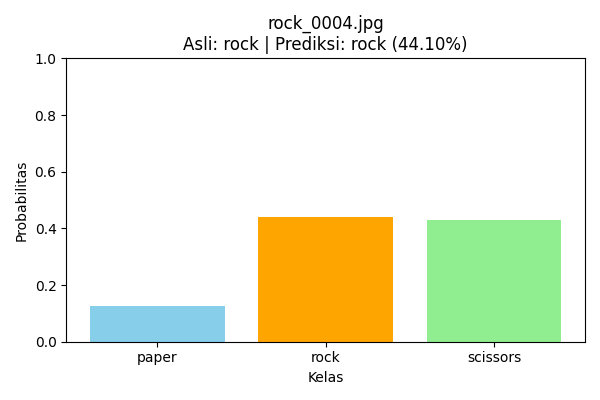 rock_0004.jpg
Asli: rock | Prediksi: rock (44.10%)
1.0
0.8
0.6
0.4
0.2
0.0
Probabilitas
paper rock scissors
Kelas